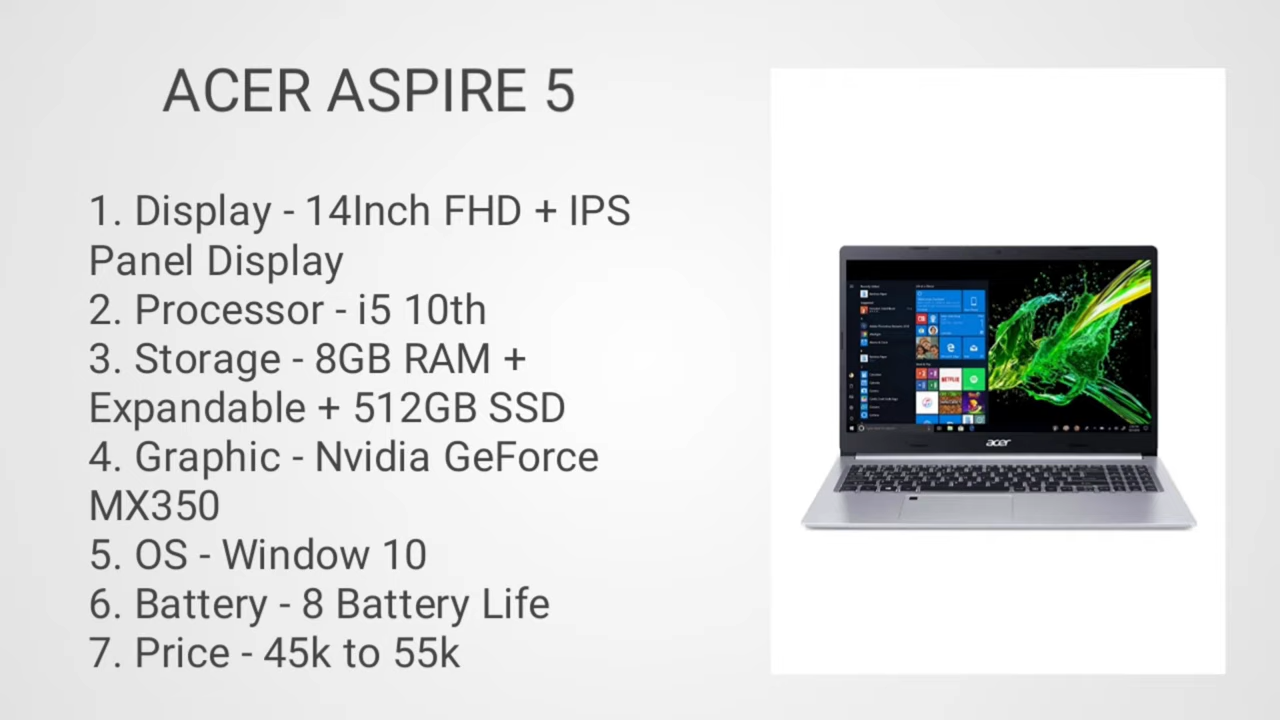 ACER ASPIRE 5
1. Display - 14Inch FHD + IPS
Panel Display
2. Processor - i5 10th
3. Storage - 8GB RAM +
Expandable + 512GB SSD
4. Graphic - Nvidia GeForce
MX350
5. OS - Window 10
6. Battery - 8 Battery Life
7. Price - 45k to 55k
NETFLIX
acer